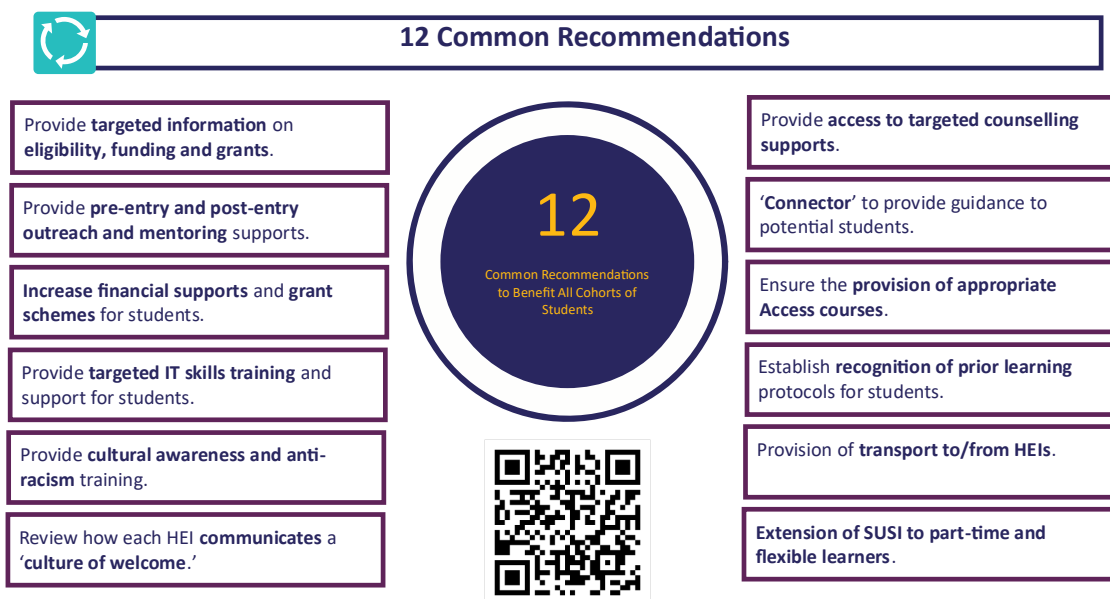 12 Common Recommendations
Provide targeted information on
eligibility, funding and grants.
Provide pre-entry and post-entry
outreach and mentoring supports.
Increase financial supports and grant
schemes for students.
Provide targeted IT skills training and
support for students.
Provide cultural awareness and anti-
racism training.
Review how each HEI communicates a
‘culture of welcome.’
12
Common Recommendations
to Benefit All Cohorts of
Students
Provide access to targeted counselling
supports.
‘Connector’ to provide guidance to
potential students.
Ensure the provision of appropriate
Access courses.
Establish recognition of prior learning
protocols for students.
Provision of transport to/from HEIs.
Extension of SUSI to part-time and
flexible learners.